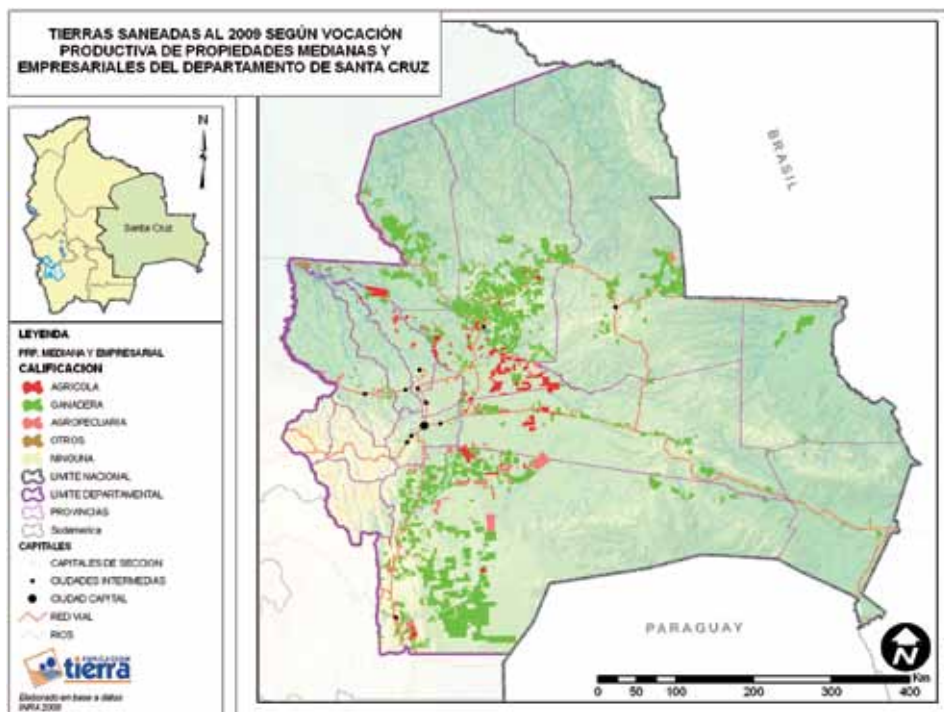 TIERRAS SANEADAS AL 2009 SEGÚN VOCACIÓN
PRODUCTIVA DE PROPIEDADES MEDIANAS Y
EMPRESARIALES DEL DEPARTAMENTO DE SANTA CRUZ
N
Santa Cruz
LEYENDA
PRP. MEDIANA Y EMPRESARIAL
CALIFICACION
AGRICOLA
GANADERA
AGROPECUARIA
OTROS
NINGUNA
LIMITE NACIONAL
LIMITE DEPARTAMENTAL
PROVINCIAS
Sudamerica
CAPITALES
CAPITALES DE SECCION
CIUDADES INTERMEDIAS
CIUDAD CAPITAL
RED VIAL
RIOS
FUNDACION
tierra
Elaborado en base a datos
INRA 2009
BRASIL
PARAGUAY
N
Km
0 50 100 200 300 400